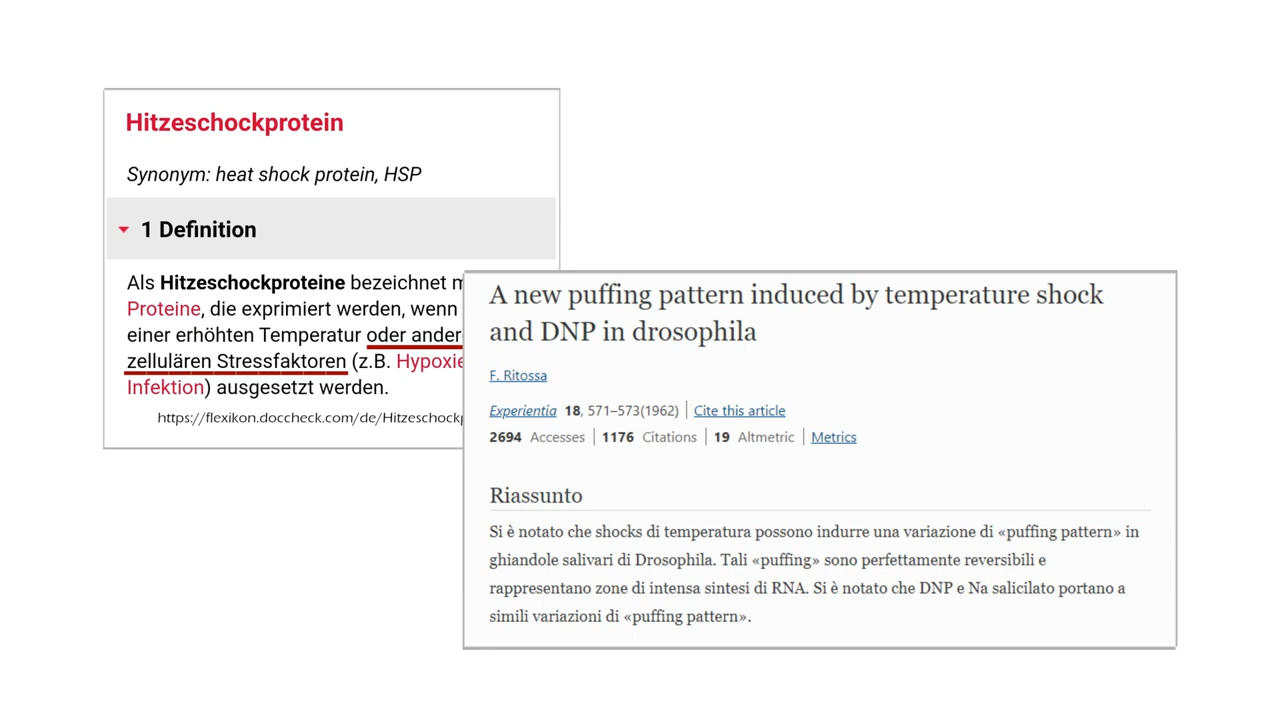 Hitzeschockprotein
Synonym: heat shock protein, HSP
1 Definition
Als Hitzeschockproteine bezeichnet
Proteine, die exprimiert werden, wenn
einer erhöhten Temperatur oder ander
zellulären Stressfaktoren (z.B. Hypoxie
Infektion) ausgesetzt werden.
https://flexikon.doccheck.com/de/Hitzeschockp
A new puffing pattern induced by temperature shock
and DNP in drosophila
F. Ritossa
Experientia 18, 571–573(1962) | Cite this article
2694 Accesses | 1176 Citations | 19 Altmetric | Metrics
Riassunto
Si è notato che shocks di temperatura possono indurre una variazione di «puffing pattern» in
ghiandole salivari di Drosophila. Tali «puffing» sono perfettamente reversibili e
rappresentano zone di intensa sintesi di RNA. Si è notato che DNP e Na salicilato portano a
simili variazioni di «puffing pattern».